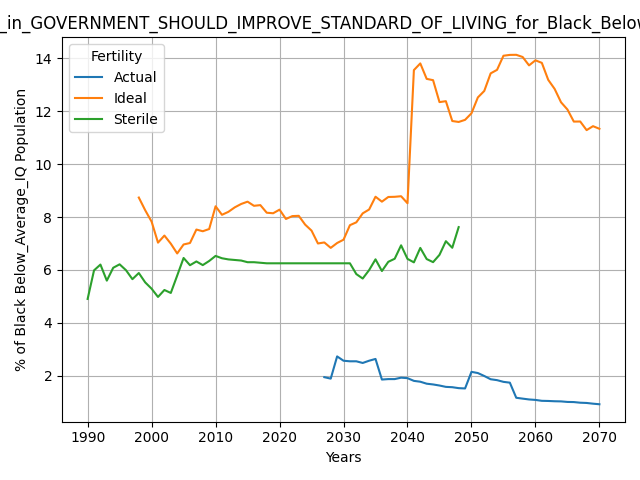 _in_GOVERNMENT_SHOULD_IMPROVE_STANDARD_OF_LIVING_for_Black_Below
Fertility
Actual
Ideal
Sterile
% of Black Below_Average_IQ Population
14
12
10
8
6
4
2
1990 2000 2010 2020 2030 2040 2050 2060 2070
Years